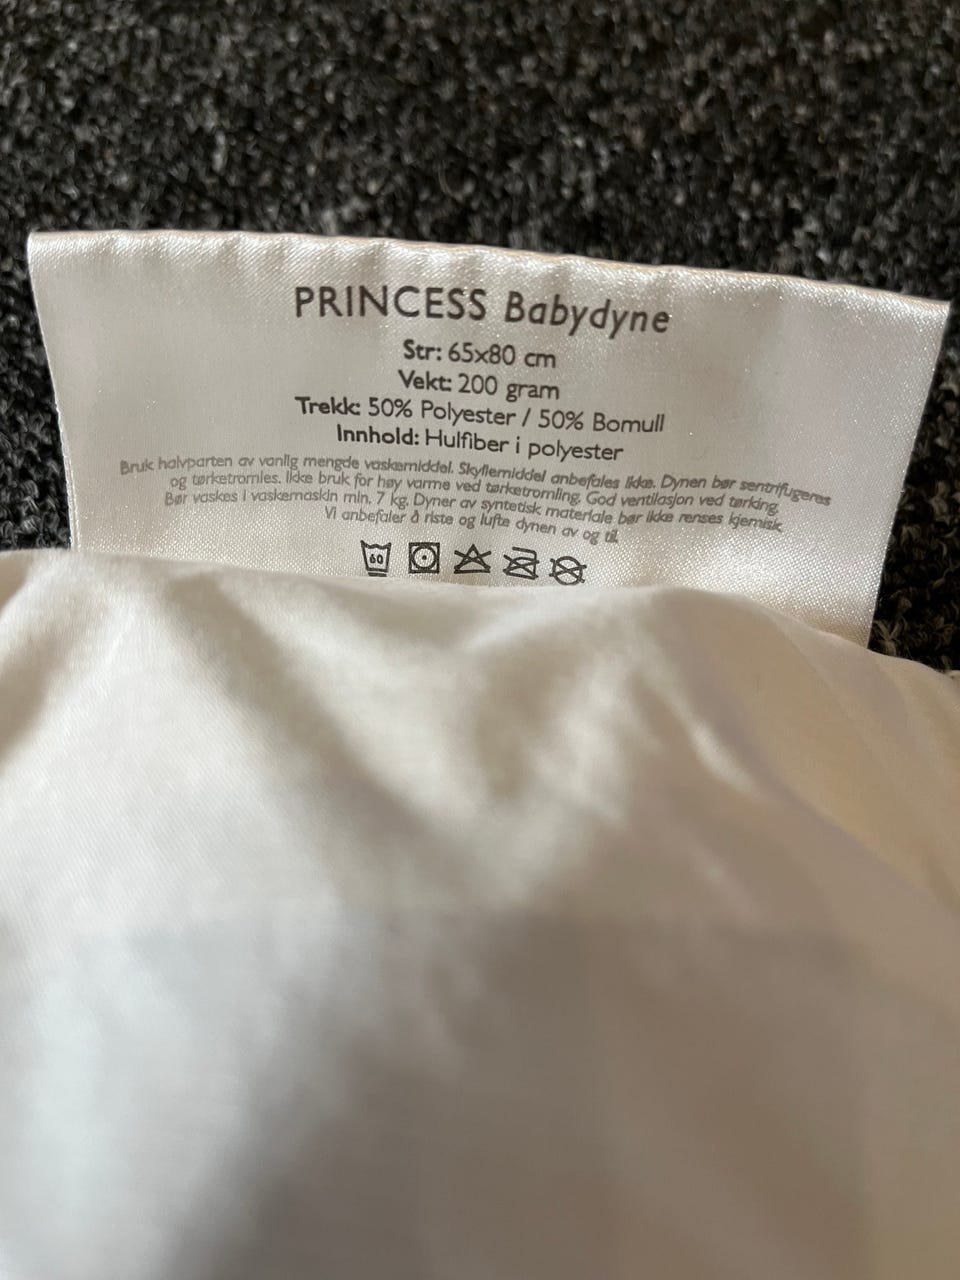 PRINCESS Babydyne
Str: 65x80 cm
Vekt: 200 gram
Trekk: 50% Polyester / 50% Bomull
Innhold: Hulfiber i polyester
Bruk halvparten av vanlig mengde vaskemiddel. Skyllemiddel anbefales ikke. Dynen bør sentrifugeres
og tørketromles. Ikke bruk for høy varme ved tørketromling. God ventilasjon ved tørking.
Bør vaskes i vaskemaskin min. 7 kg. Dyner av syntetisk materiale bør ikke renses kjemisk.
Vi anbefaler å riste og lufte dynen av og til.
60